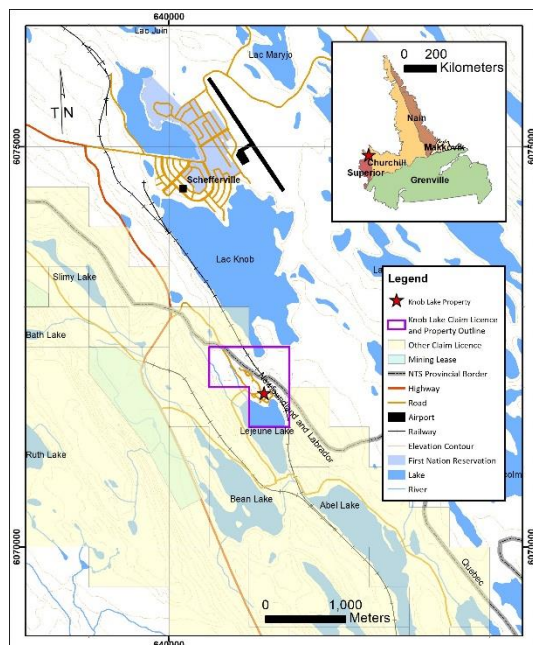 640000
Lac Juin
Lac Maryjo
0 200
Kilometers
TN
Nain
Makkovik
Churchill
Superior
Grenville
6075000
6075000
Schefferville
Lac Knob
Slimy Lake
Bath Lake
Legend
Knob Lake Property
Knob Lake Claim Licence
and Property Outline
Other Claim Licence
Mining Lease
NTS Provincial Border
Highway
Road
Airport
Railway
Elevation Contour
First Nation Reservation
Lake
River
Newfoundland and Labrador
Lejeune Lake
Ruth Lake
Bean Lake
Abel Lake
Quebec
6070000
6070000
0 1,000
Meters
640000